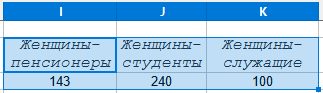 I J K
Женщины- Женщины- Женщины-
пенсионеры студенты служащие
143 240 100